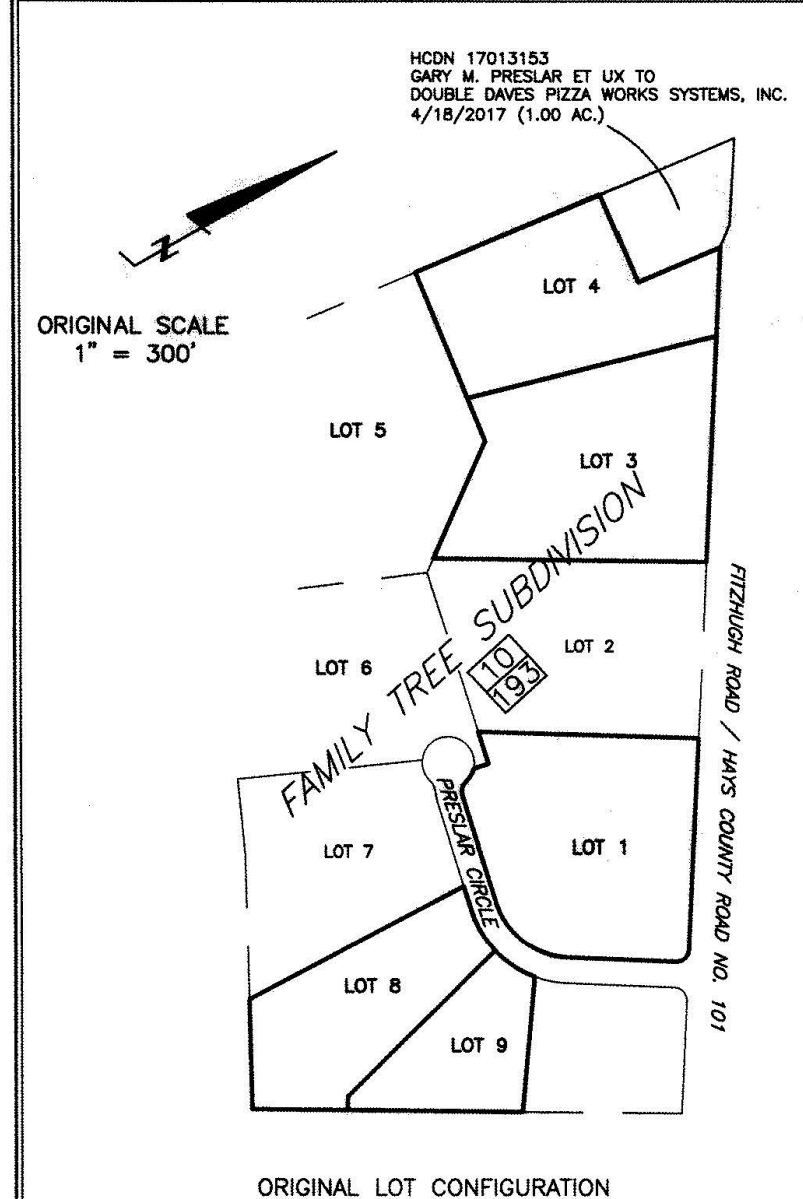 HCDN 17013153
GARY M. PRESLAR ET UX TO
DOUBLE DAVES PIZZA WORKS SYSTEMS, INC.
4/18/2017 (1.00 AC.)
N
ORIGINAL SCALE
1" = 300'
LOT 4
LOT 5
LOT 3
FAMILY TREE SUBDIVISION
10
193
LOT 2
LOT 6
FITZHUGH ROAD / HAYS COUNTY ROAD NO. 101
PRESLAR CIRCLE
LOT 7
LOT 1
LOT 8
LOT 9
ORIGINAL LOT CONFIGURATION